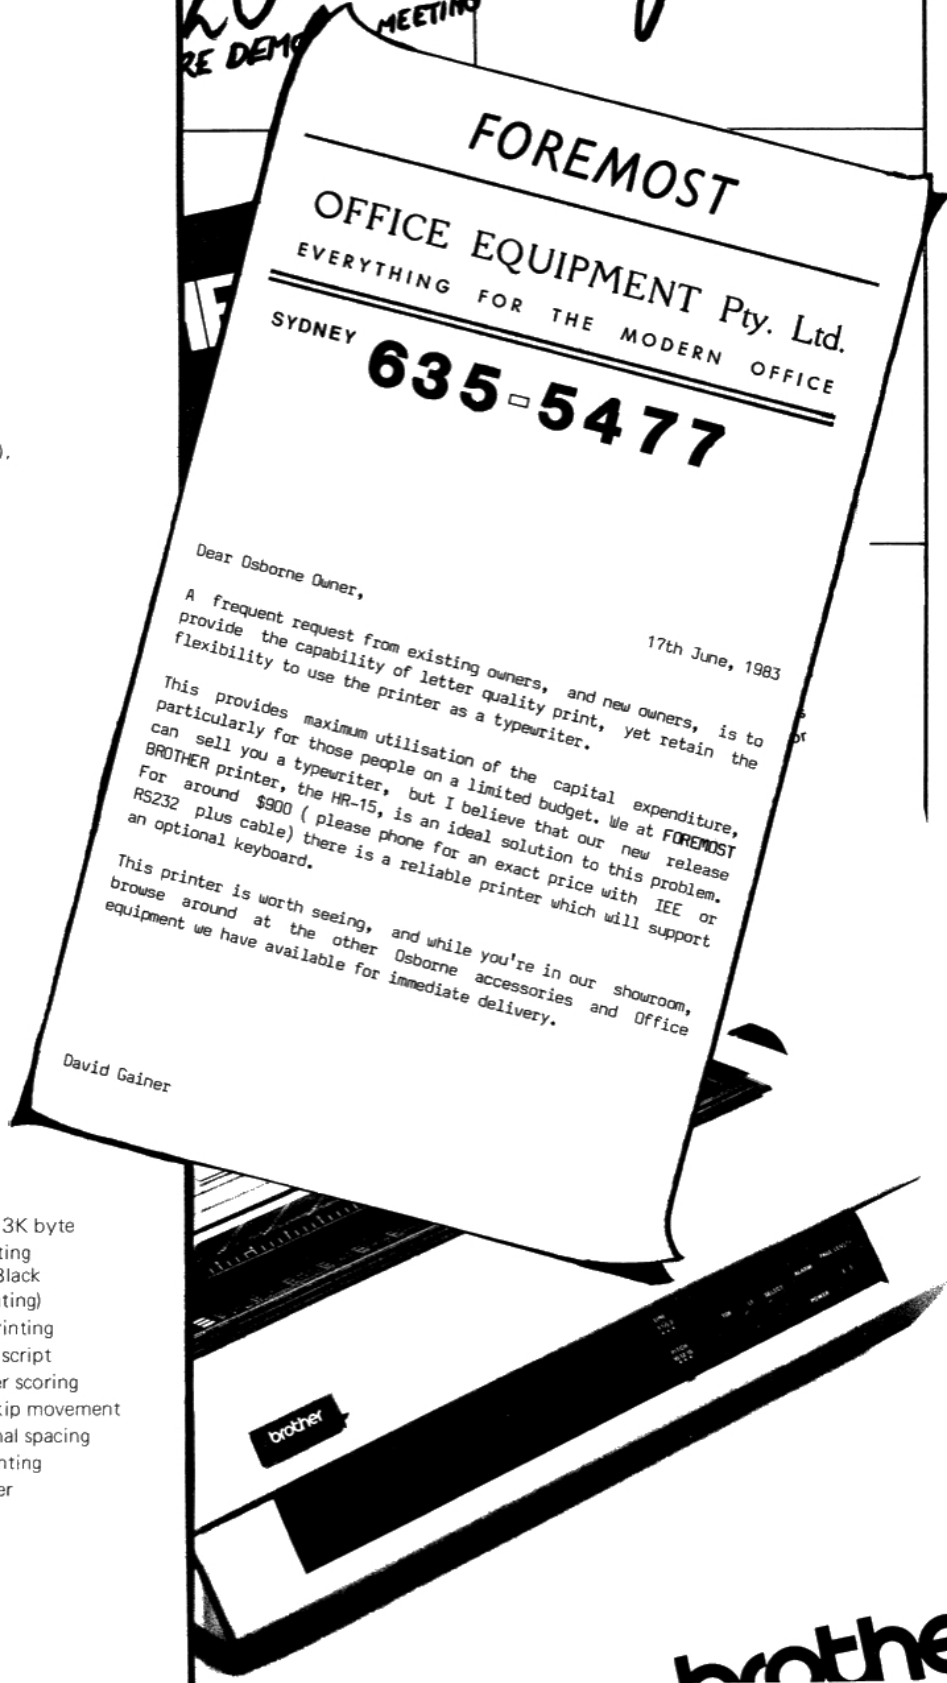 RE DEMO
MEETING
FOREMOST
OFFICE EQUIPMENT Pty. Ltd.
EVERYTHING FOR THE MODERN OFFICE
SYDNEY 635-5477
Dear Osborne Owner,
17th June, 1983
A frequent request from existing owners, and new owners, is to
provide the capability of letter quality print, yet retain the
flexibility to use the printer as a typewriter.
This provides maximum utilisation of the capital expenditure,
particularly for those people on a limited budget. We at FOREMOST
can sell you a typewriter, but I believe that our new release
BROTHER printer, the HR-15, is an ideal solution to this problem.
For around $900 ( please phone for an exact price with IEE or
RS232 plus cable) there is a reliable printer which will support
an optional keyboard.
This printer is worth seeing, and while you're in our showroom,
browse around at the other Osborne accessories and Office
equipment we have available for immediate delivery.
David Gainer
3K byte
ting
Black
ting)
rinting
script
er scoring
kip movement
nal spacing
nting
er
brother
POWER
SELECT
ALARM
PITCH
brothe